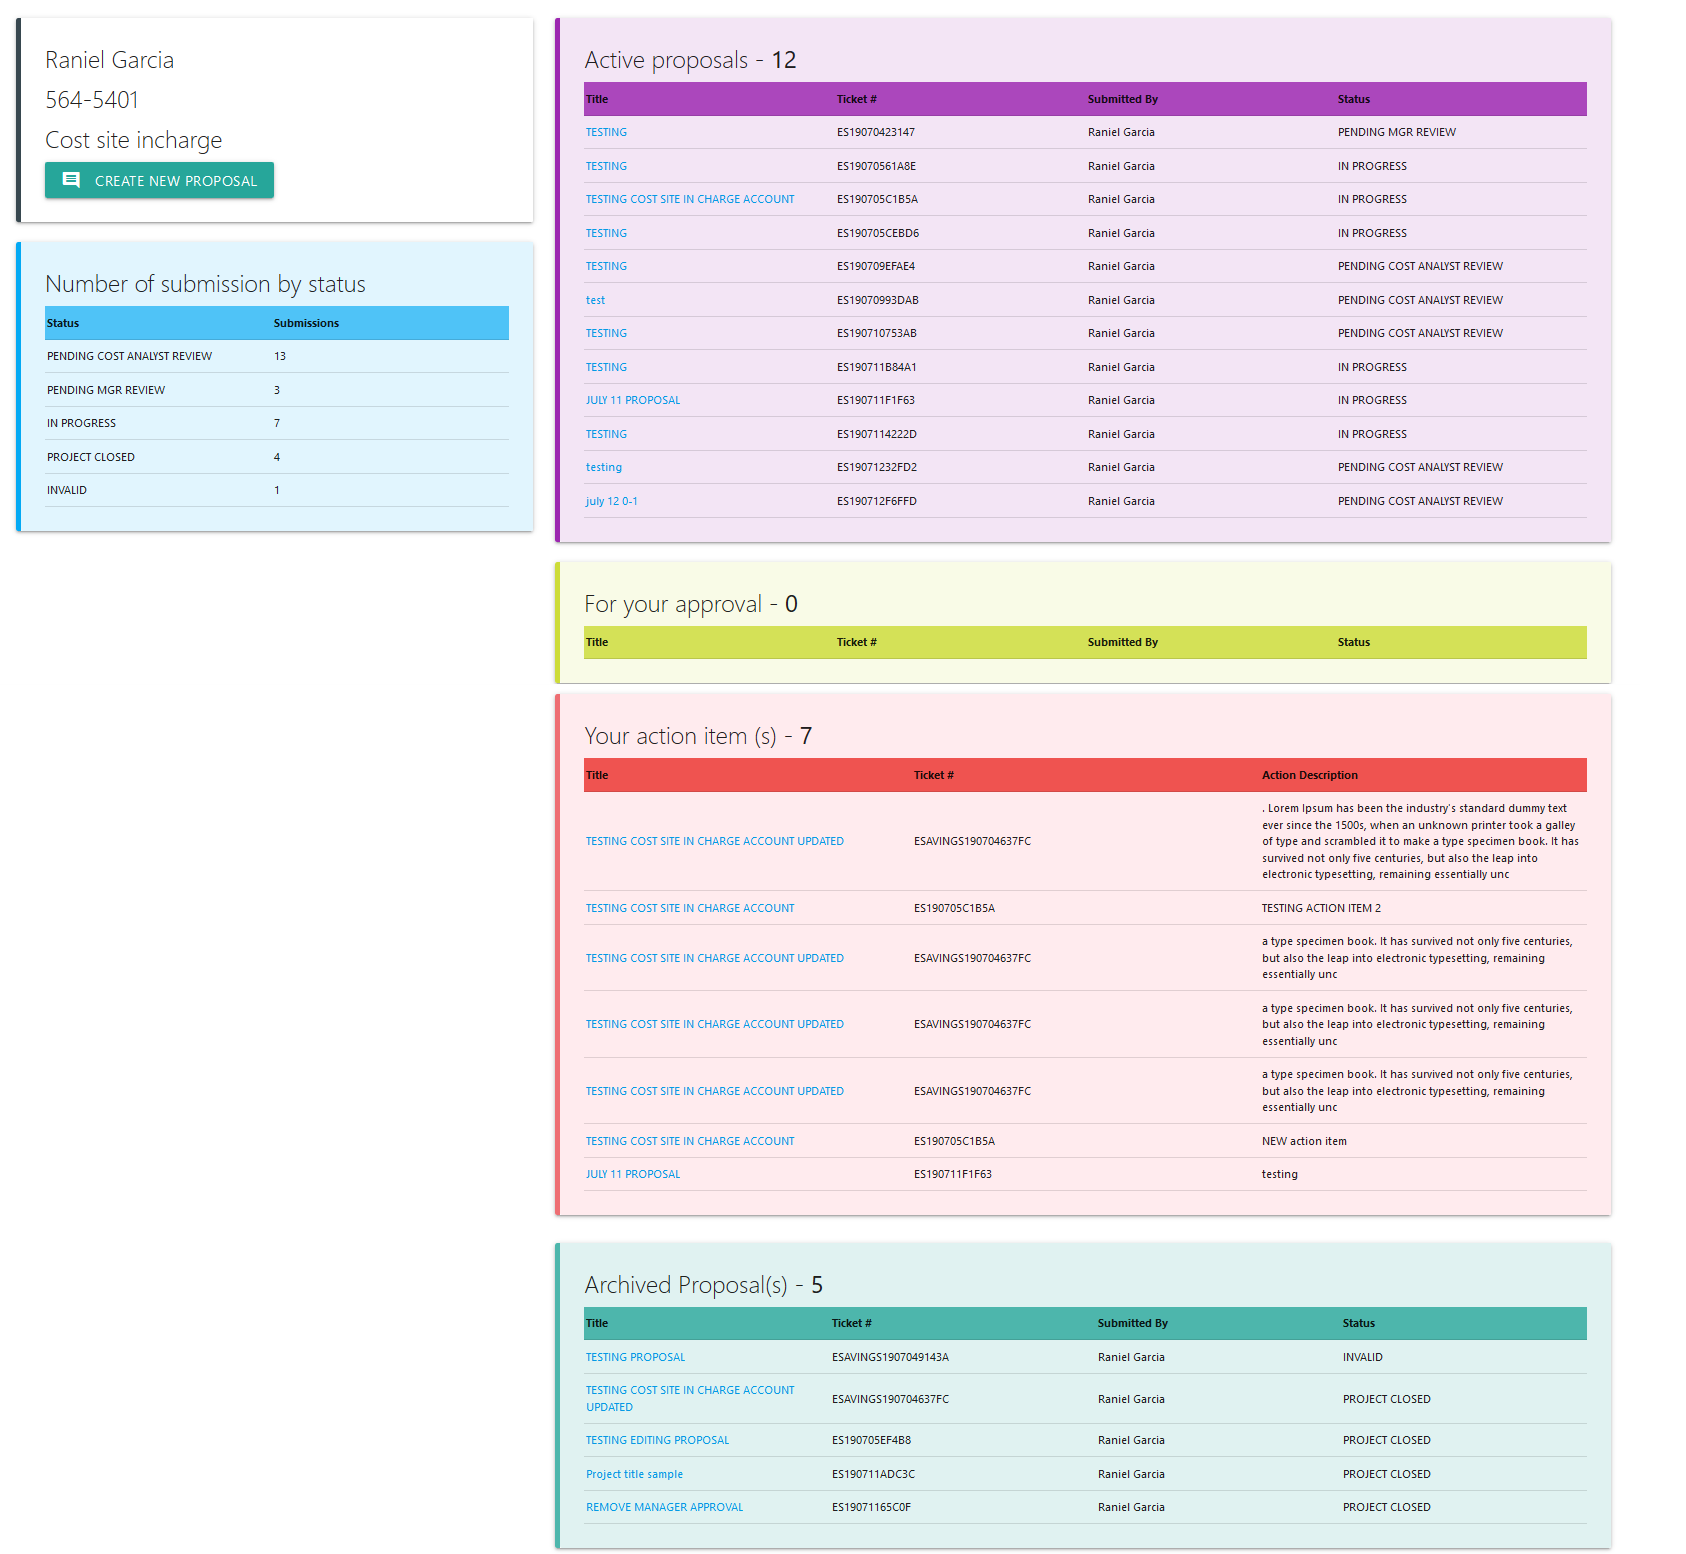 Raniel Garcia
564-5401
Cost site incharge
CREATE NEW PROPOSAL
Number of submission by status
Status Submissions
PENDING COST ANALYST REVIEW 13
PENDING MGR REVIEW 3
IN PROGRESS 7
PROJECT CLOSED 4
INVALID 1
Active proposals - 12
Title Ticket # Submitted By Status
TESTING ES19070423147 Raniel Garcia PENDING MGR REVIEW
TESTING ES19070561A8E Raniel Garcia IN PROGRESS
TESTING COST SITE IN CHARGE ACCOUNT ES190705C1B5A Raniel Garcia IN PROGRESS
TESTING ES190705CEBD6 Raniel Garcia IN PROGRESS
TESTING ES190709EFAE4 Raniel Garcia PENDING COST ANALYST REVIEW
test ES19070993DAB Raniel Garcia PENDING COST ANALYST REVIEW
TESTING ES190710753AB Raniel Garcia PENDING COST ANALYST REVIEW
TESTING ES190711B84A1 Raniel Garcia IN PROGRESS
JULY 11 PROPOSAL ES190711F1F63 Raniel Garcia IN PROGRESS
TESTING ES1907114222D Raniel Garcia IN PROGRESS
testing ES19071232FD2 Raniel Garcia PENDING COST ANALYST REVIEW
july 12 0-1 ES190712F6FFD Raniel Garcia PENDING COST ANALYST REVIEW
For your approval - 0
Title Ticket # Submitted By Status
Your action item (s) - 7
Title Ticket # Action Description
TESTING COST SITE IN CHARGE ACCOUNT UPDATED ESAVINGS190704637FC . Lorem Ipsum has been the industry's standard dummy text
ever since the 1500s, when an unknown printer took a galley
of type and scrambled it to make a type specimen book. It has
survived not only five centuries, but also the leap into
electronic typesetting, remaining essentially unc
TESTING COST SITE IN CHARGE ACCOUNT ES190705C1B5A TESTING ACTION ITEM 2
TESTING COST SITE IN CHARGE ACCOUNT UPDATED ESAVINGS190704637FC a type specimen book. It has survived not only five centuries,
but also the leap into electronic typesetting, remaining
essentially unc
TESTING COST SITE IN CHARGE ACCOUNT UPDATED ESAVINGS190704637FC a type specimen book. It has survived not only five centuries,
but also the leap into electronic typesetting, remaining
essentially unc
TESTING COST SITE IN CHARGE ACCOUNT UPDATED ESAVINGS190704637FC a type specimen book. It has survived not only five centuries,
but also the leap into electronic typesetting, remaining
essentially unc
TESTING COST SITE IN CHARGE ACCOUNT ES190705C1B5A NEW action item
JULY 11 PROPOSAL ES190711F1F63 testing
Archived Proposal(s) - 5
Title Ticket # Submitted By Status
TESTING PROPOSAL ESAVINGS1907049143A Raniel Garcia INVALID
TESTING COST SITE IN CHARGE ACCOUNT
UPDATED ESAVINGS190704637FC Raniel Garcia PROJECT CLOSED
TESTING EDITING PROPOSAL ES190705EF4B8 Raniel Garcia PROJECT CLOSED
Project title sample ES190711ADC3C Raniel Garcia PROJECT CLOSED
REMOVE MANAGER APPROVAL ES19071165C0F Raniel Garcia PROJECT CLOSED